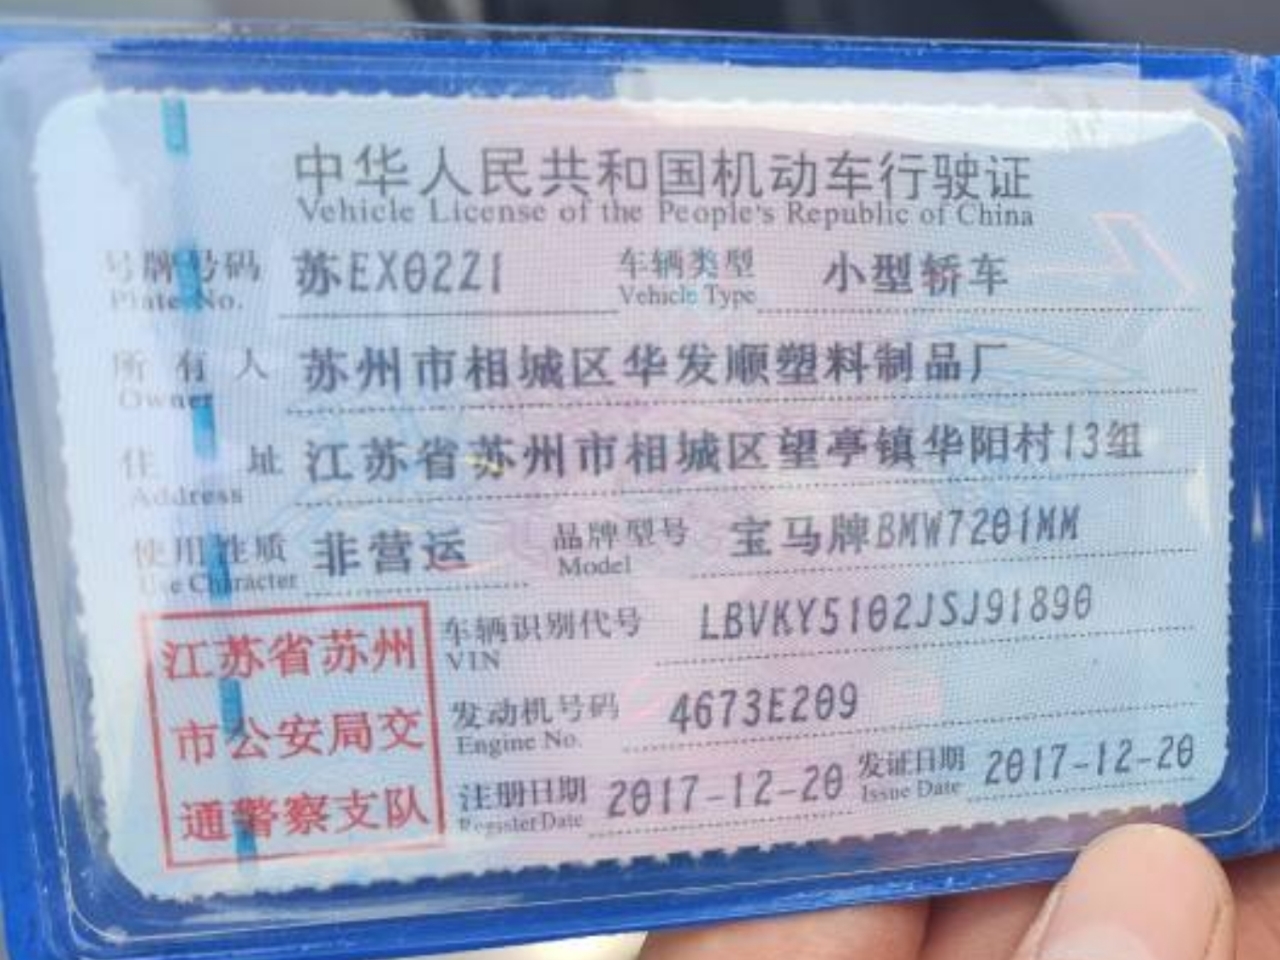 中华人民共和国机动车行驶证
Vehicle License of the People's Republic of China
号牌号码 苏EX02Z1 车辆类型 小型轿车
Plate No. Vehicle Type
所有人 苏州市相城区华发顺塑料制品厂
Owner
住址 江苏省苏州市相城区望亭镇华阳村13组
Address
使用性质 非营运 品牌型号 宝马牌BMW7201MM
Use Character Model
江苏省苏州 车辆识别代号 LBVKY5102JSJ91890
VIN
市公安局交 发动机号码 4673E209
Engine No.
通警察支队 注册日期 2017-12-20 发证日期 2017-12-20
Register Date Issue Date